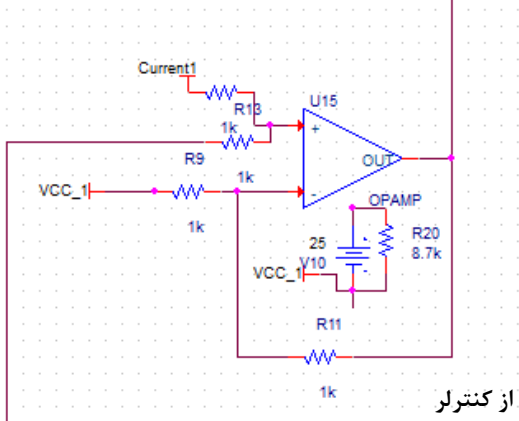 Current1
R13
U15
+
1k
OUT
R9
1k
VCC_1
-
1k
OPAMP
25
R20
8.7k
V10
VCC_1
R11
1k
از کنترلر